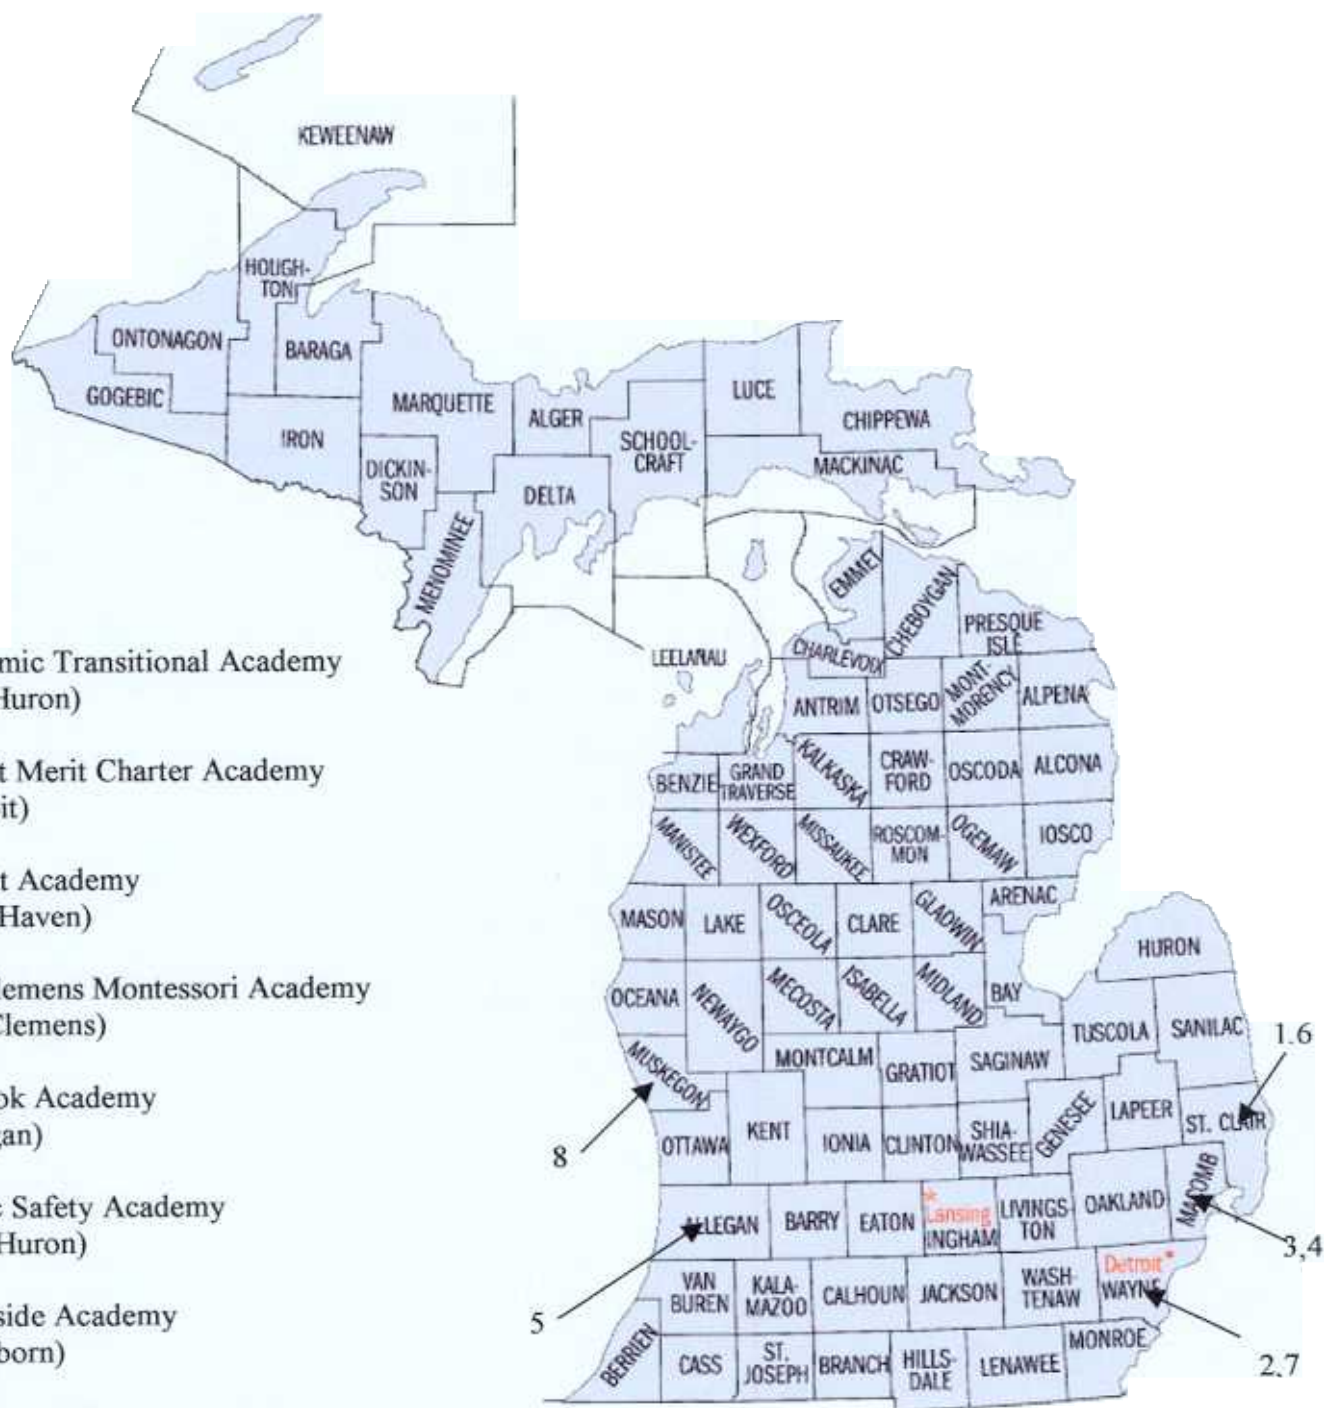 KEWEENAW
HOUGH-
TON
ONTONAGON
BARAGA
GOGEBIC
MARQUETTE
ALGER
LUCE
CHIPPEWA
IRON
SCHOOL-
CRAFT
MACKINAC
DICKIN-
SON
DELTA
MENOMINEE
EMMET
CHEBOYGAN
PRESQUE
ISLE
CHARLEVOIX
LEELANAU
ANTRIM
OTSEGO
MONT-
MORENCY
ALPENA
BENZIE
GRAND
TRAVERSE
KALKASKA
CRAW-
FORD
OSCODA
ALCONA
MANISTEE
WEXFORD
MISSAUKEE
ROSCOM-
MON
OGEMAW
IOSCO
ARENAC
MASON
LAKE
OSCEOLA
CLARE
GLADWIN
HURON
OCEANA
NEWAYGO
MECOSTA
ISABELLA
MIDLAND
BAY
TUSCOLA
SANILAC
MUSKEGON
MONTCALM
GRATIOT
SAGINAW
1.6
8
OTTAWA
KENT
IONIA
CLINTON
SHIA-
WASSEE
GENESEE
LAPEER
ST. CLAIR
ALLEGAN
BARRY
EATON
*
Lansing
INGHAM
LIVINGS-
TON
OAKLAND
MACOMB
3,4
5
VAN
BUREN
KALA-
MAZOO
CALHOUN
JACKSON
WASH-
TENAW
Detroit*
WAYNE
2,7
BERRIEN
CASS
ST.
JOSEPH
BRANCH
HILLS-
DALE
LENAWEE
MONROE
mic Transitional Academy
Huron)
t Merit Charter Academy
it)
t Academy
Haven)
lemens Montessori Academy
Clemens)
ok Academy
gan)
c Safety Academy
Huron)
side Academy
born)